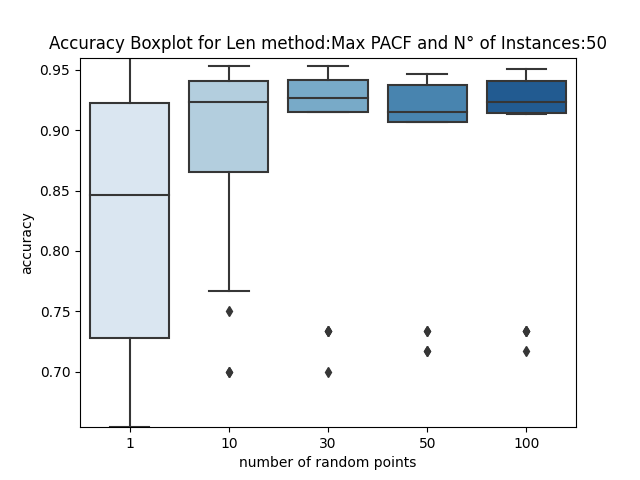 Accuracy Boxplot for Len method:Max PACF and N° of Instances:50
0.95
0.90
0.85
0.80
0.75
0.70
accuracy
1 10 30 50 100
number of random points